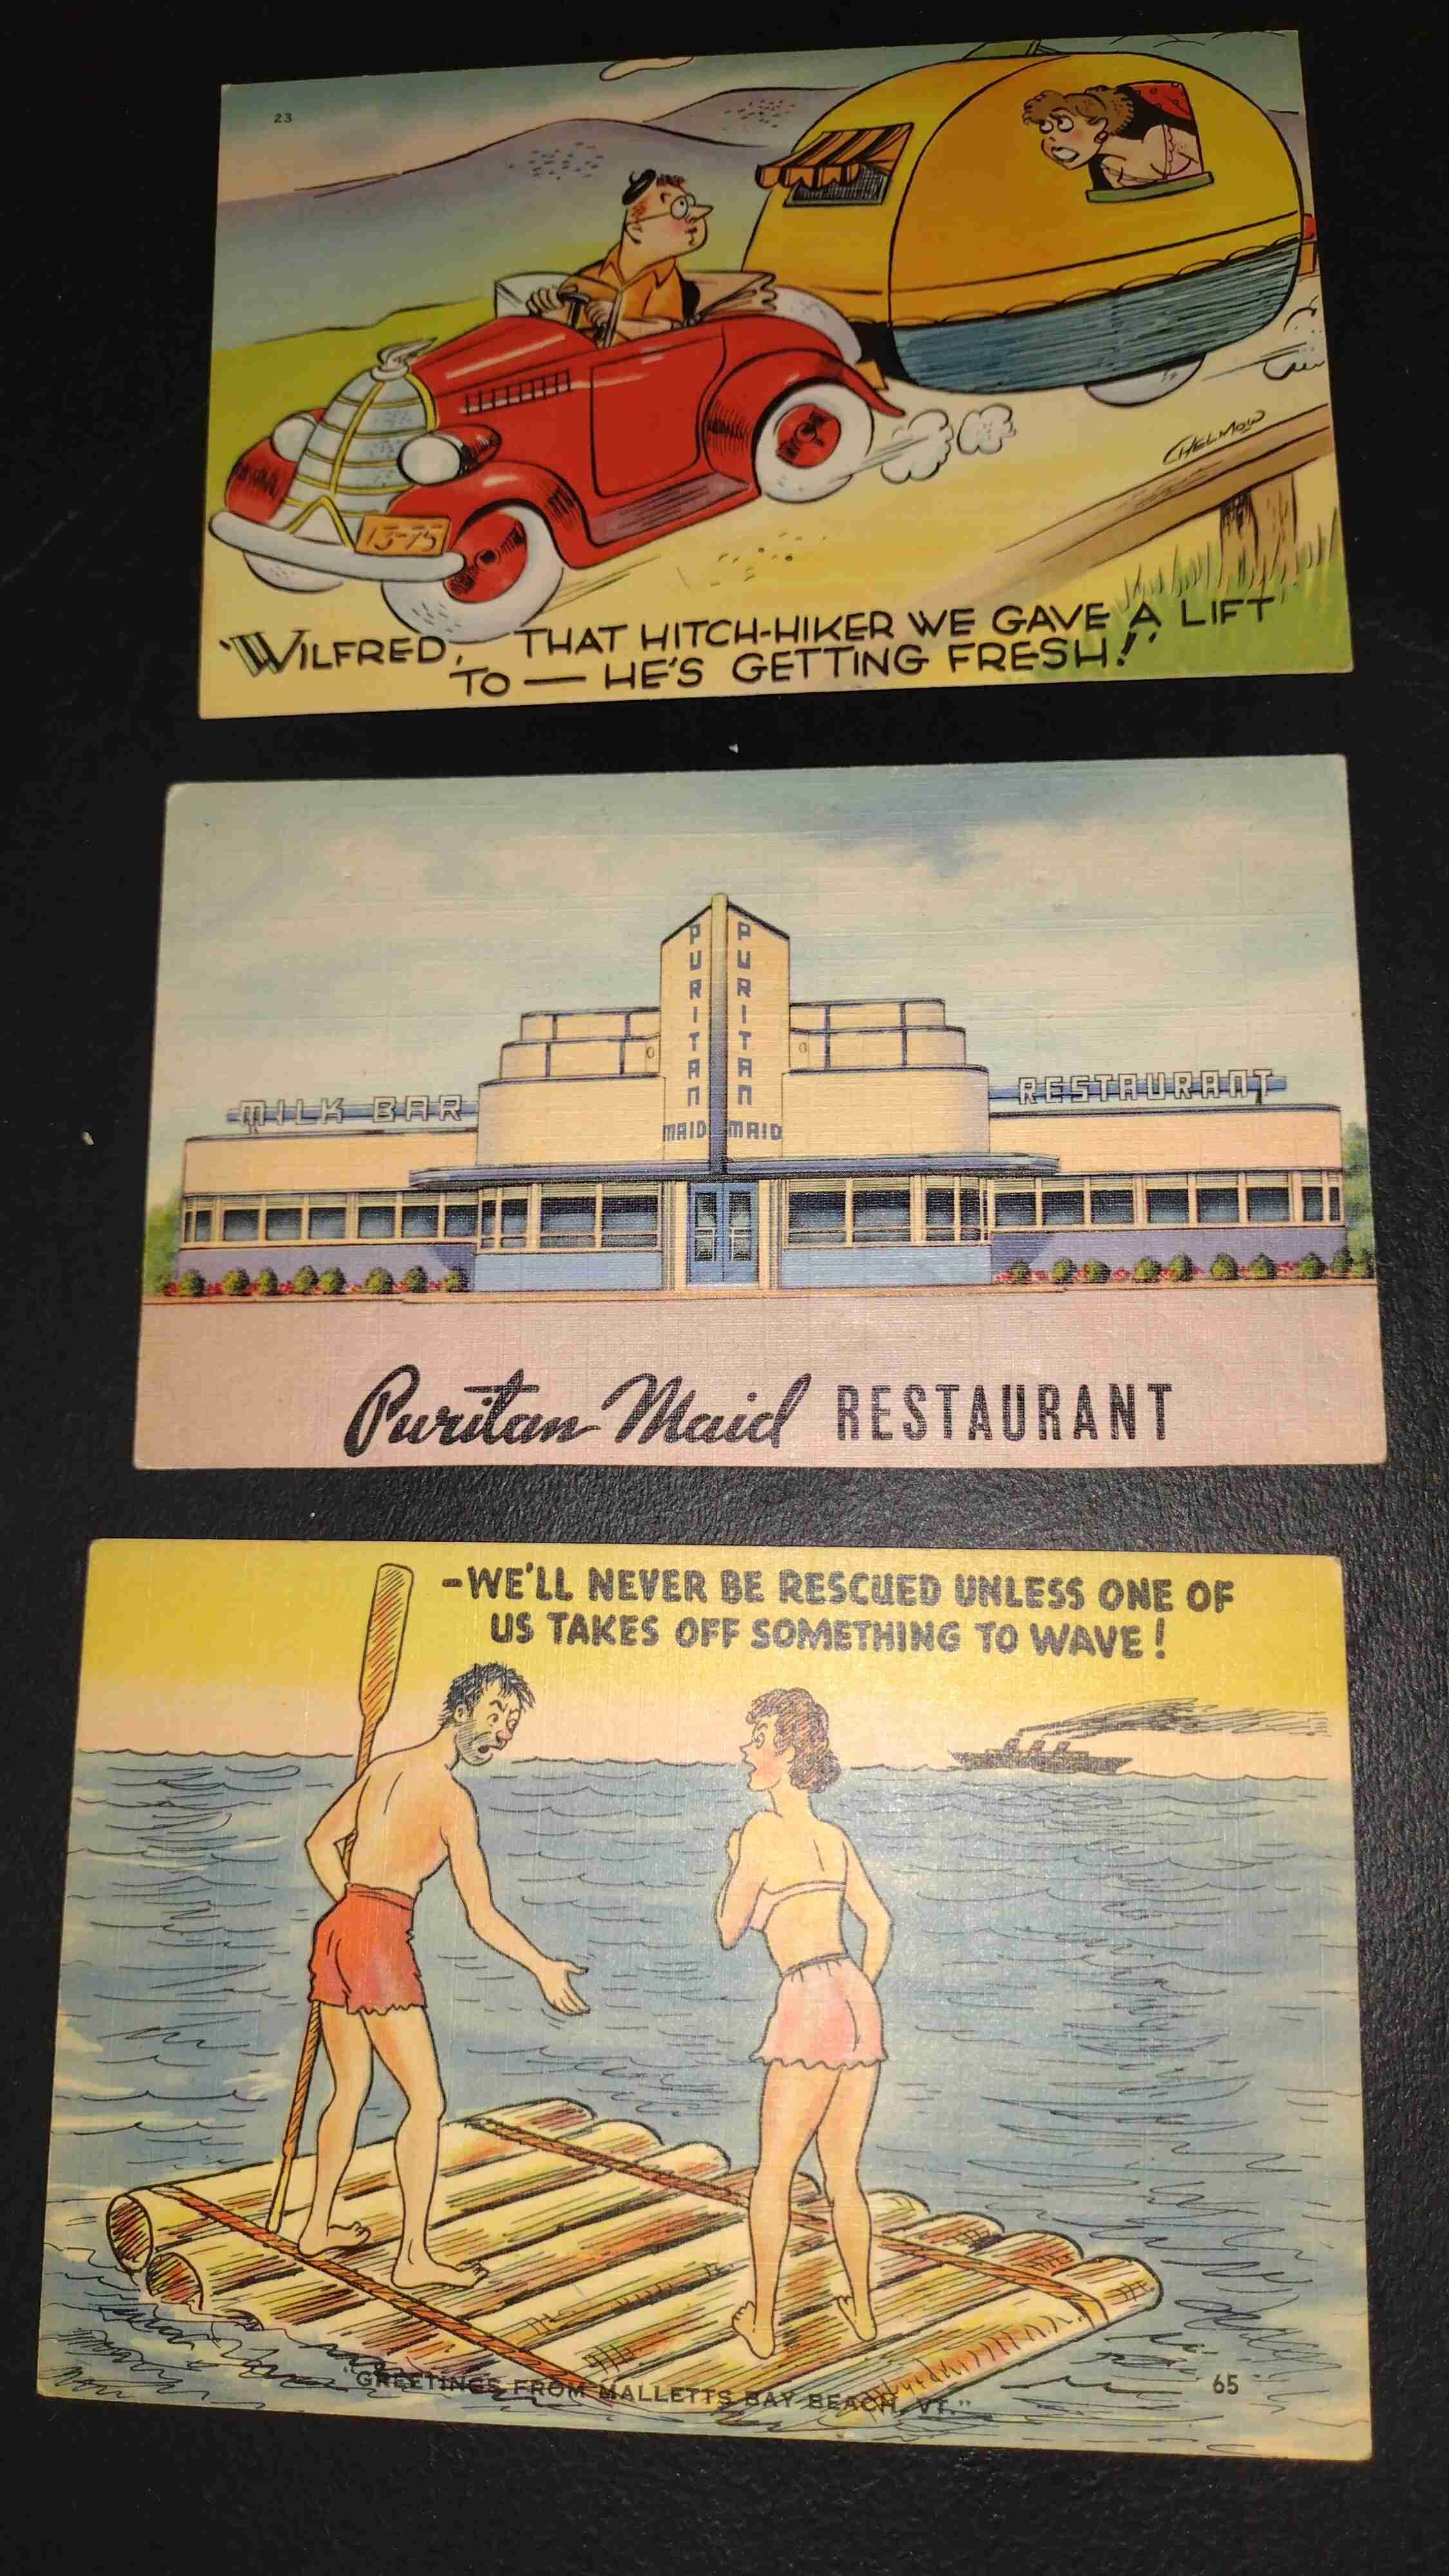 23
CHELMOW
13-75
"WILFRED, THAT HITCH-HIKER WE GAVE A LIFT
TO — HE'S GETTING FRESH!"
PURITAN
MAID
PURITAN
MAID
MILK BAR
RESTAURANT
Puritan Maid RESTAURANT
-WE'LL NEVER BE RESCUED UNLESS ONE OF
US TAKES OFF SOMETHING TO WAVE!
"GREETINGS FROM MALLETTS BAY BEACH, VT."
65